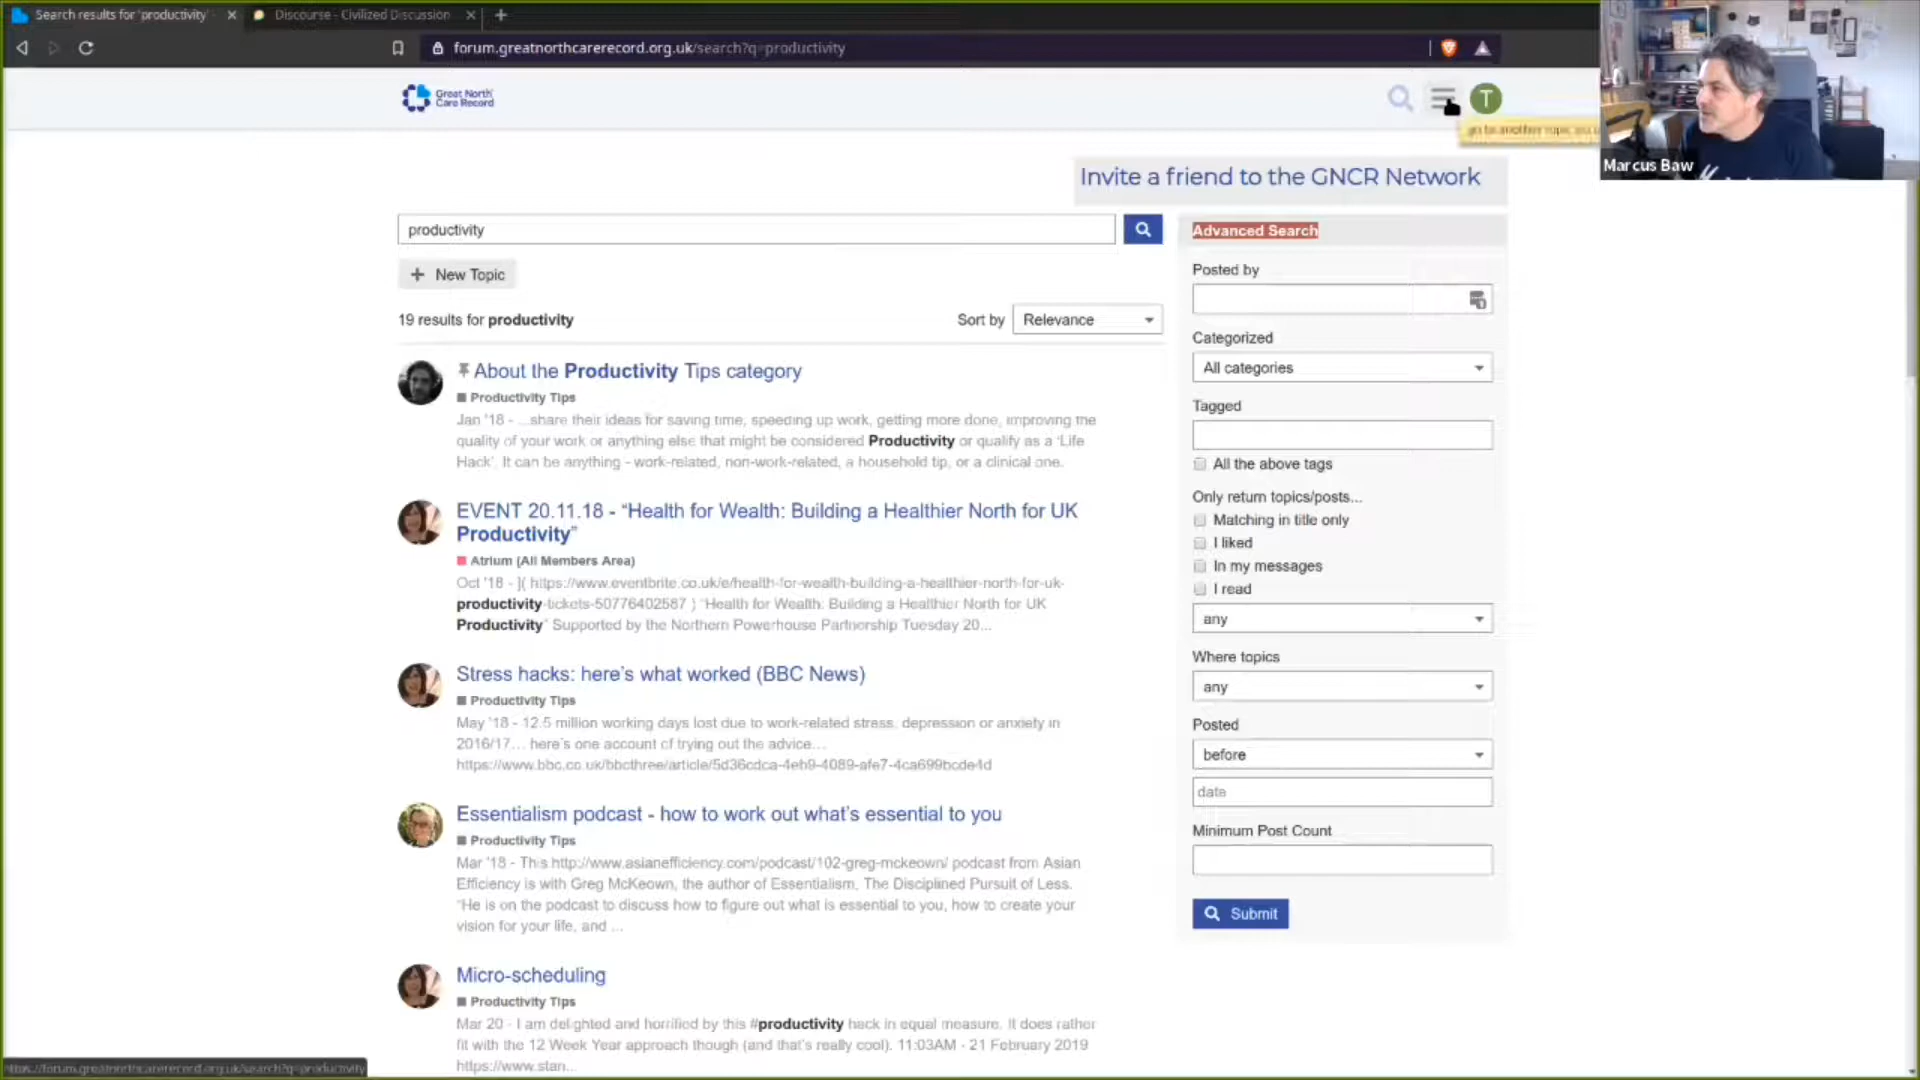 Search results for 'productivity'
Discourse - Civilized Discussion
forum.greatnorthcarerecord.org.uk/search?q=productivity
Great North
Care Record
T
go to another topic
Marcus Baw
Invite a friend to the GNCR Network
productivity
Advanced Search
New Topic
Posted by
19 results for productivity
Sort by
Relevance
Categorized
All categories
About the Productivity Tips category
Productivity Tips
Jan '18 - ...share their ideas for saving time, speeding up work, getting more done, improving the
quality of your work or anything else that might be considered Productivity or qualify as a 'Life
Hack'. It can be anything - work-related, non-work-related, a household tip, or a clinical one.
Tagged
All the above tags
Only return topics/posts...
Matching in title only
I liked
In my messages
I read
any
EVENT 20.11.18 - “Health for Wealth: Building a Healthier North for UK
Productivity”
Atrium (All Members Area)
Oct '18 - ]( https://www.eventbrite.co.uk/e/health-for-wealth-building-a-healthier-north-for-uk-
productivity-tickets-50776402587 ) “Health for Wealth: Building a Healthier North for UK
Productivity” Supported by the Northern Powerhouse Partnership Tuesday 20...
Where topics
any
Posted
before
date
Minimum Post Count
Submit
Stress hacks: here’s what worked (BBC News)
Productivity Tips
May '18 - 12.5 million working days lost due to work-related stress, depression or anxiety in
2016/17... here’s one account of trying out the advice...
https://www.bbc.co.uk/bbcthree/article/5d36cdca-4eb9-4089-afe7-4ca699bcde4d
Essentialism podcast - how to work out what’s essential to you
Productivity Tips
Mar '18 - This http://www.asianefficiency.com/podcast/102-greg-mckeown/ podcast from Asian
Efficiency is with Greg McKeown, the author of Essentialism, The Disciplined Pursuit of Less.
“He is on the podcast to discuss how to figure out what is essential to you, how to create your
vision for your life, and ...
Micro-scheduling
Productivity Tips
Mar 20 - I am delighted and horrified by this #productivity hack in equal measure. It does rather
fit with the 12 Week Year approach though (and that’s really cool). 11:03AM - 21 February 2019
https://www.stan...
https://forum.greatnorthcarerecord.org.uk/search?q=productivity